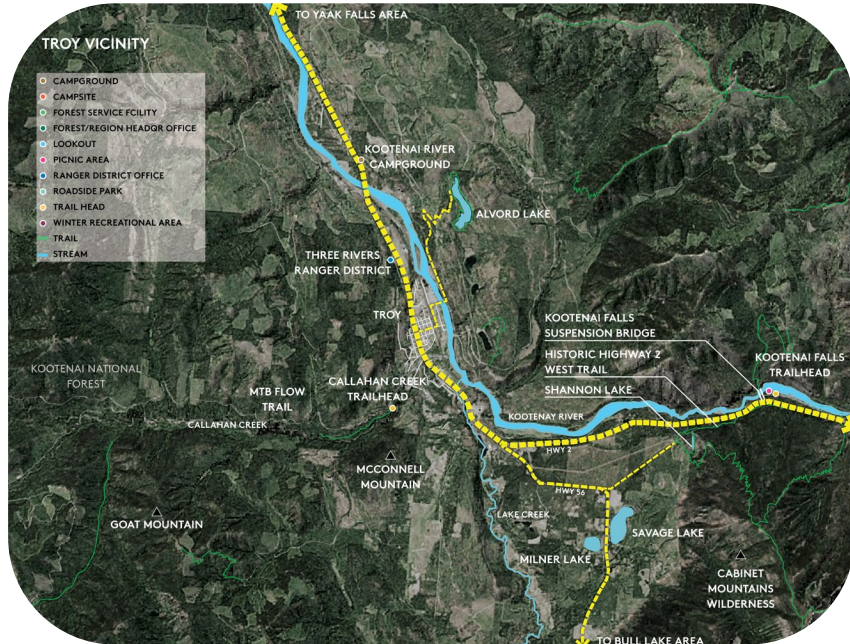 TO YAAK FALLS AREA
TROY VICINITY
CAMPGROUND
CAMPSITE
FOREST SERVICE FCILITY
FOREST/REGION HEADQR OFFICE
LOOKOUT
PICNIC AREA
RANGER DISTRICT OFFICE
ROADSIDE PARK
TRAIL HEAD
WINTER RECREATIONAL AREA
TRAIL
STREAM
KOOTENAI RIVER
CAMPGROUND
ALVORD LAKE
THREE RIVERS
RANGER DISTRICT
TROY
KOOTENAI FALLS
SUSPENSION BRIDGE
HISTORIC HIGHWAY 2
WEST TRAIL
SHANNON LAKE
KOOTENAI FALLS
TRAILHEAD
KOOTENAI NATIONAL
FOREST
MTB FLOW
TRAIL
CALLAHAN CREEK
TRAILHEAD
CALLAHAN CREEK
KOOTENAY RIVER
HWY 2
MCCONNELL
MOUNTAIN
HWY 56
GOAT MOUNTAIN
LAKE CREEK
SAVAGE LAKE
MILNER LAKE
CABINET
MOUNTAINS
WILDERNESS
TO BULL LAKE AREA